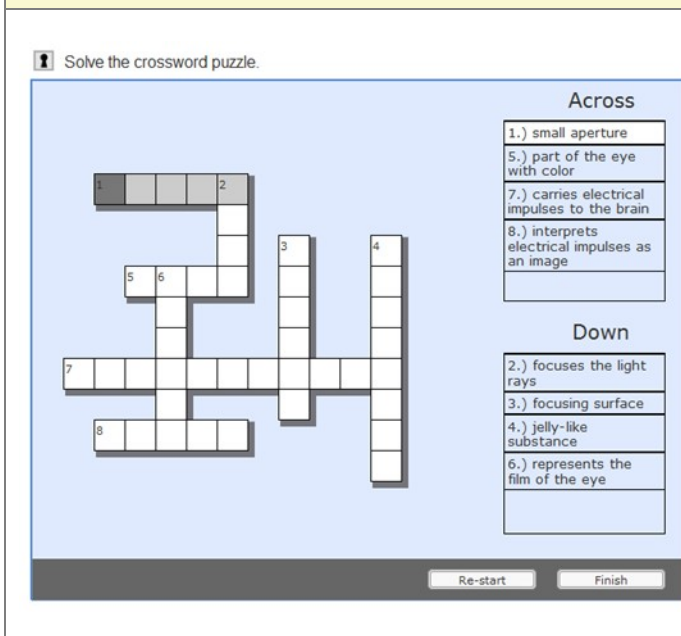 Solve the crossword puzzle.
Across
1.) small aperture
5.) part of the eye
with color
7.) carries electrical
impulses to the brain
8.) interprets
electrical impulses as
an image
1
2
3
4
5
6
7
8
Down
2.) focuses the light
rays
3.) focusing surface
4.) jelly-like
substance
6.) represents the
film of the eye
Re-start
Finish